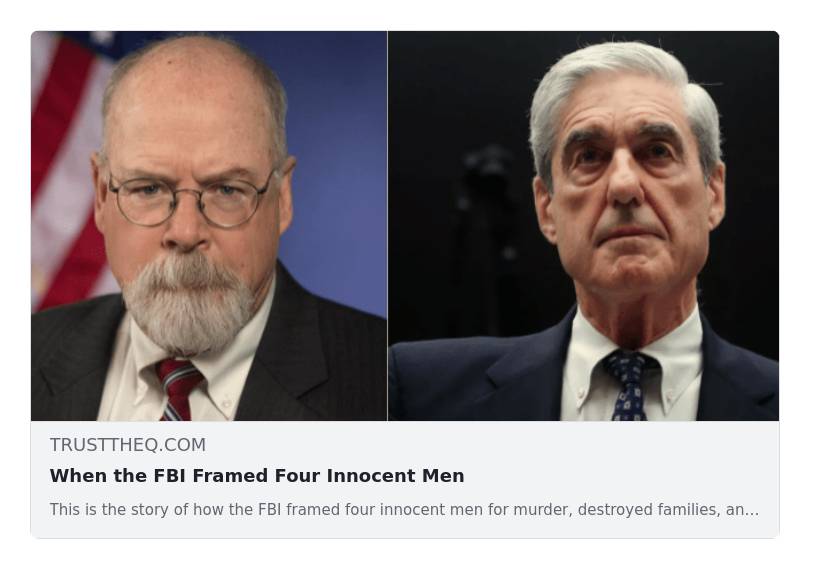 TRUSTTHEQ.COM
When the FBI Framed Four Innocent Men
This is the story of how the FBI framed four innocent men for murder, destroyed families, an...